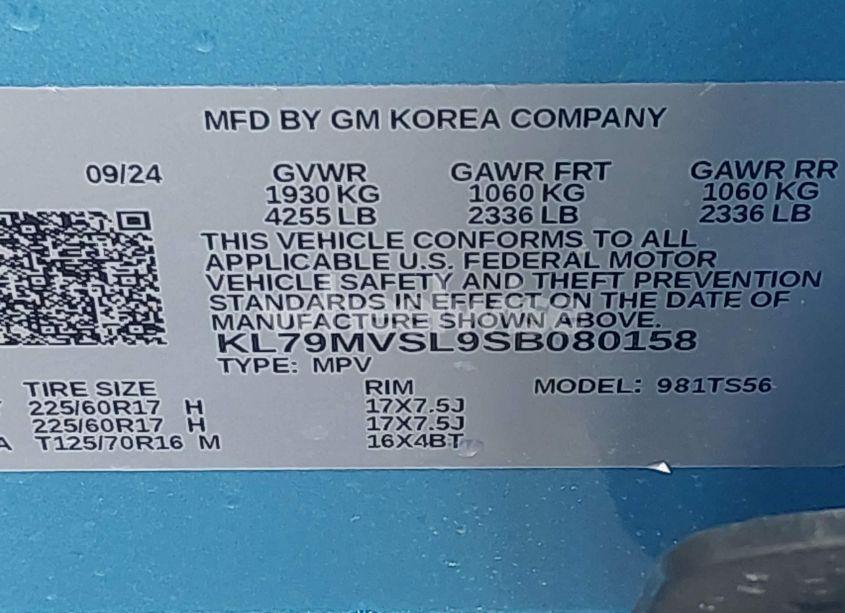 MFD BY GM KOREA COMPANY
09/24 GVWR GAWR FRT GAWR RR
1930 KG 1060 KG 1060 KG
4255 LB 2336 LB 2336 LB
THIS VEHICLE CONFORMS TO ALL
APPLICABLE U.S. FEDERAL MOTOR
VEHICLE SAFETY AND THEFT PREVENTION
STANDARDS IN EFFECT ON THE DATE OF
MANUFACTURE SHOWN ABOVE.
KL79MVSL9SB080158
TYPE: MPV
TIRE SIZE RIM MODEL: 981TS56
225/60R17 H 17X7.5J
225/60R17 H 17X7.5J
A T125/70R16 M 16X4BT